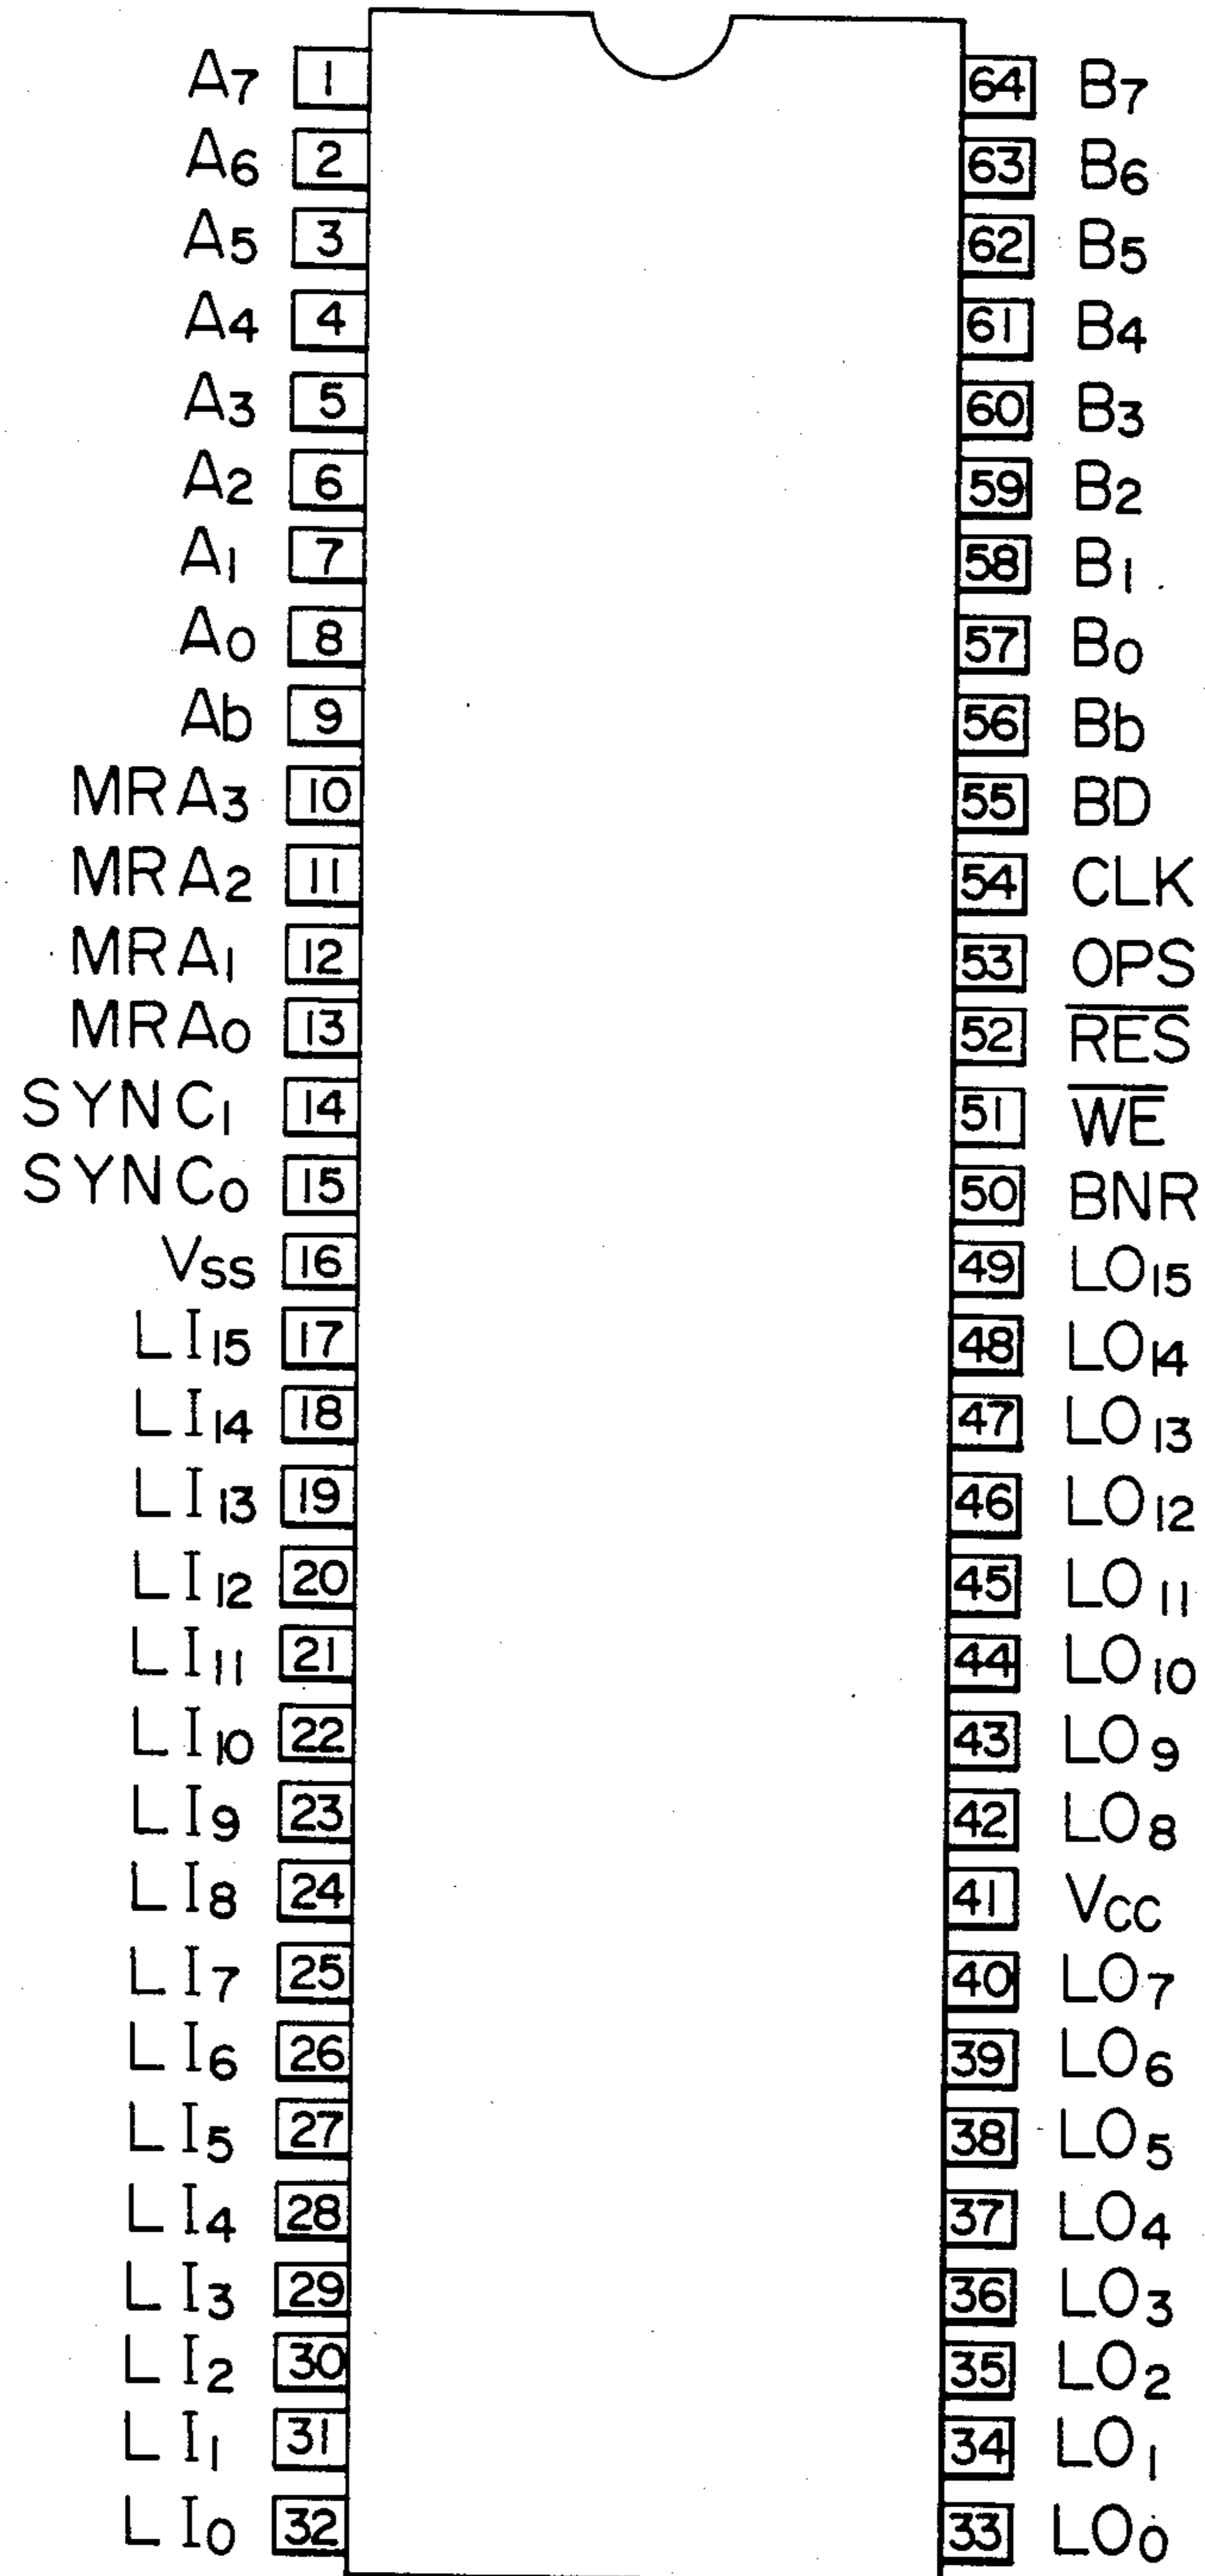 A7 1 64 B7
A6 2 63 B6
A5 3 62 B5
A4 4 61 B4
A3 5 60 B3
A2 6 59 B2
A1 7 58 B1
A0 8 57 B0
Ab 9 56 Bb
MRA3 10 55 BD
MRA2 11 54 CLK
MRA1 12 53 OPS
MRA0 13 52 R̅E̅S̅
SYNC1 14 51 W̅E̅
SYNC0 15 50 BNR
VSS 16 49 LO15
LI15 17 48 LO14
LI14 18 47 LO13
LI13 19 46 LO12
LI12 20 45 LO11
LI11 21 44 LO10
LI10 22 43 LO9
LI9 23 42 LO8
LI8 24 41 VCC
LI7 25 40 LO7
LI6 26 39 LO6
LI5 27 38 LO5
LI4 28 37 LO4
LI3 29 36 LO3
LI2 30 35 LO2
LI1 31 34 LO1
LI0 32 33 LO0